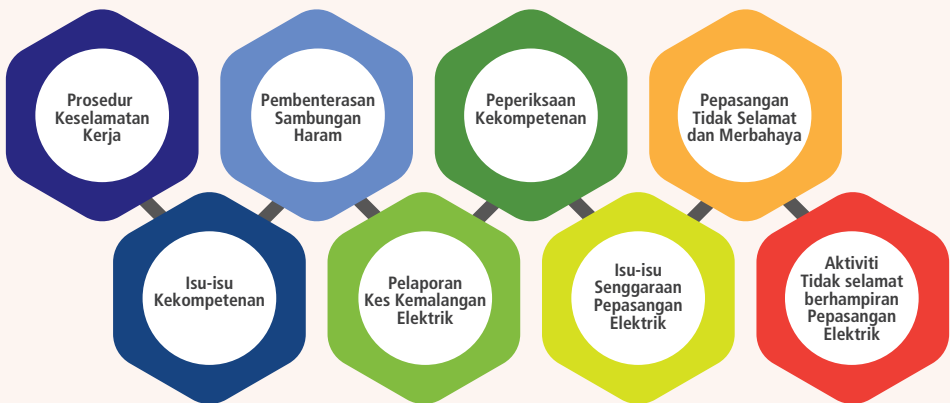 Prosedur
Keselamatan
Kerja
Pembenterasan
Sambungan
Haram
Peperiksaan
Kekompetenan
Pepasangan
Tidak Selamat
dan Merbahaya
Isu-isu
Kekompetenan
Pelaporan
Kes Kemalangan
Elektrik
Isu-isu
Senggaraan
Pepasangan
Elektrik
Aktiviti
Tidak selamat
berhampiran
Pepasangan
Elektrik